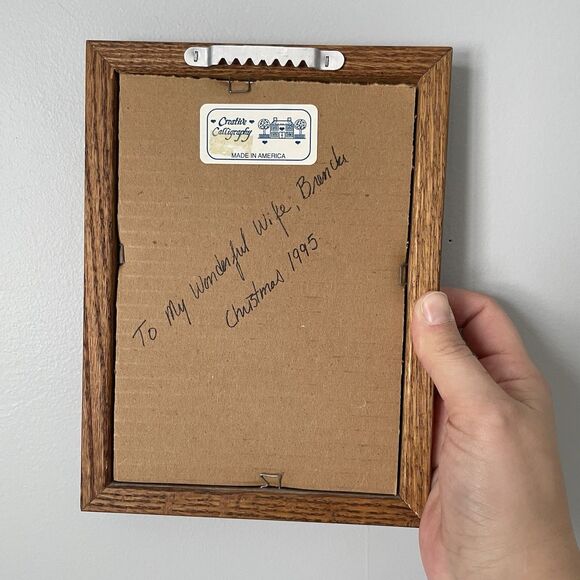 Creative
Calligraphy
MADE IN AMERICA
To My Wonderful Wife, Brenda
Christmas 1995